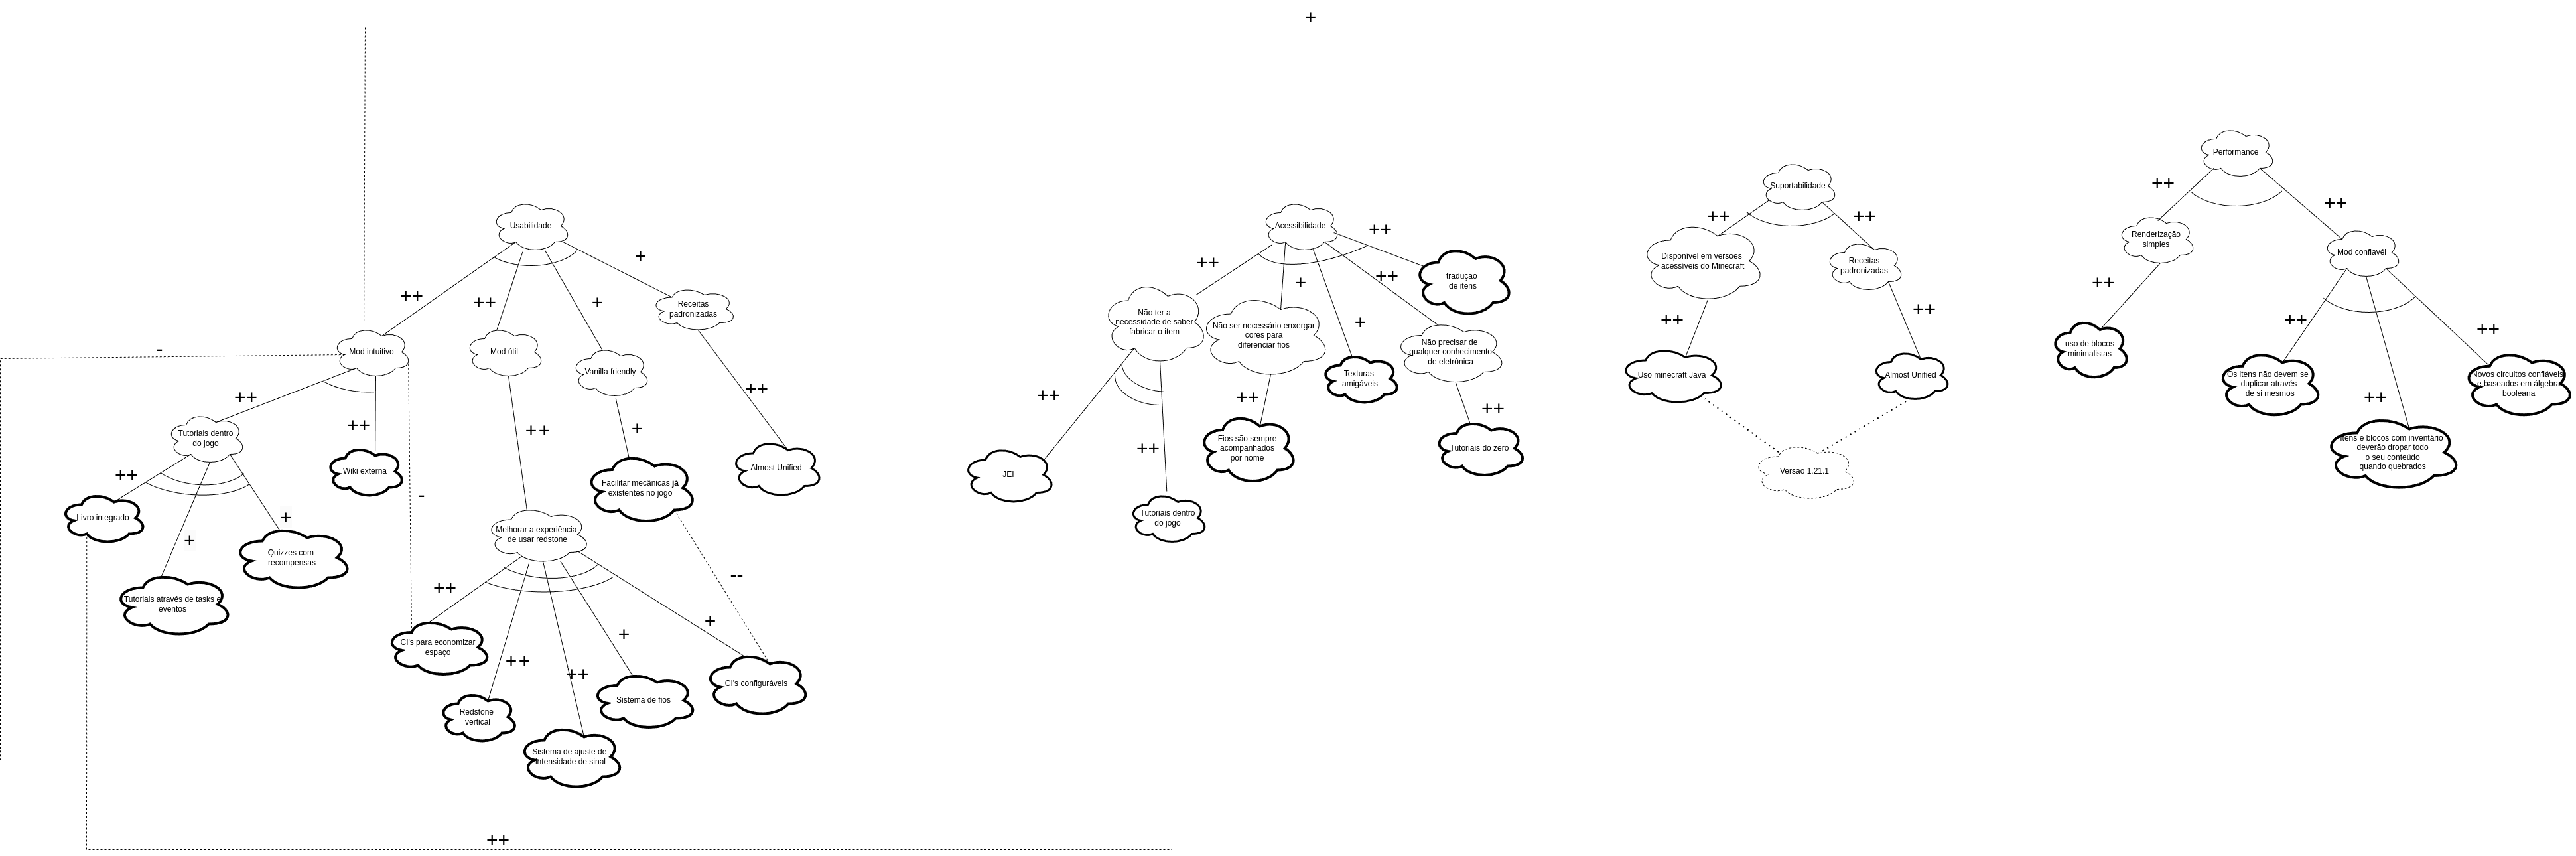 +
Performance
++
Suportabilidade
++
Usabilidade
Acessibilidade
++
++
++
Renderização
simples
Mod confiavél
+
++
Disponível em versões
acessíveis do Minecraft
Receitas
padronizadas
++
tradução
de itens
+
++
++
++
+
Receitas
padronizadas
Não ter a
necessidade de saber
fabricar o item
Não ser necessário enxergar
cores para
diferenciar fios
+
Não precisar de
qualquer conhecimento
de eletrônica
++
++
++
++
uso de blocos
minimalistas
-
Mod intuitivo
Mod útil
Vanilla friendly
Texturas
amigáveis
Uso minecraft Java
Almost Unified
Os itens não devem se
duplicar através
de si mesmos
Novos circuitos confiáveis
e baseados em álgebra
booleana
++
++
++
++
++
++
++
Tutoriais dentro
do jogo
++
++
+
Fios são sempre
acompanhados
por nome
Tutoriais do zero
Itens e blocos com inventário
deverão dropar todo
o seu conteúdo
quando quebrados
++
Wiki externa
Almost Unified
++
JEI
Versão 1.21.1
Facilitar mecânicas já
existentes no jogo
-
Livro integrado
+
Tutoriais dentro
do jogo
+
Quizzes com
recompensas
Melhorar a experiência
de usar redstone
Tutoriais através de tasks e
eventos
++
--
CI's para economizar
espaço
+
+
++
++
Redstone
vertical
Sistema de fios
CI's configuráveis
Sistema de ajuste de
intensidade de sinal
++